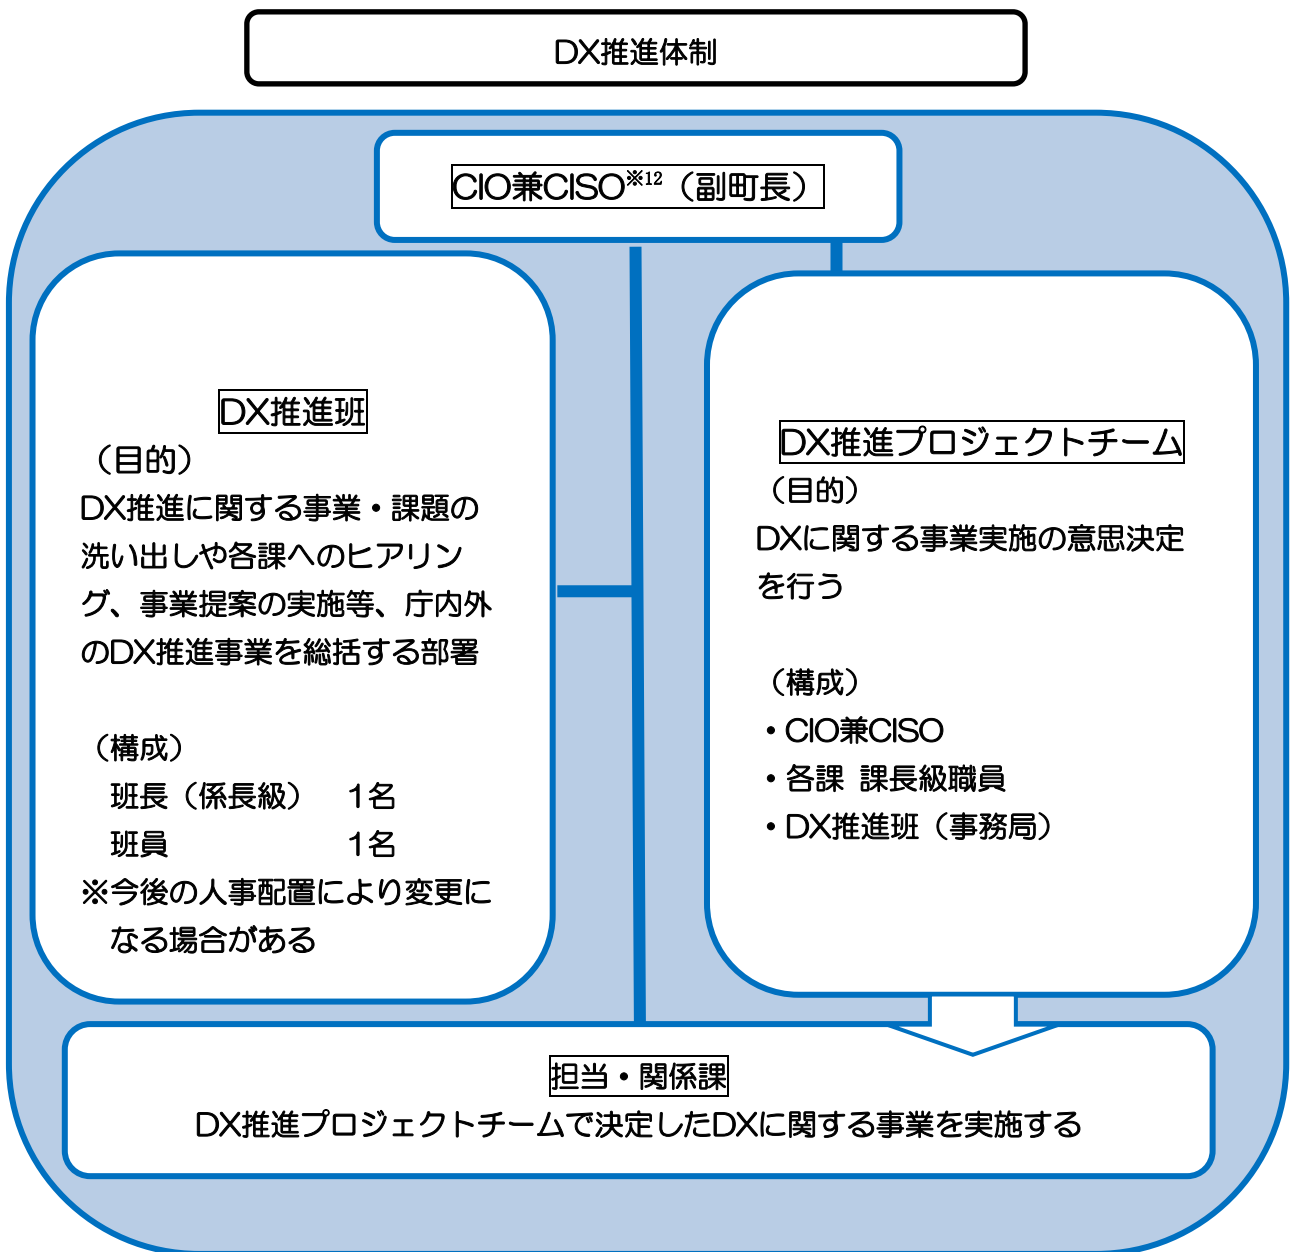 DX推進体制
CIO兼CISO※12（副町長）
DX推進班
（目的）
DX推進に関する事業・課題の
洗い出しや各課へのヒアリン
グ、事業提案の実施等、庁内外
のDX推進事業を総括する部署
（構成）
班長（係長級）　1名
班員　　　　　　1名
※今後の人事配置により変更に
なる場合がある
DX推進プロジェクトチーム
（目的）
DXに関する事業実施の意思決定
を行う
（構成）
・CIO兼CISO
・各課 課長級職員
・DX推進班（事務局）
担当・関係課
DX推進プロジェクトチームで決定したDXに関する事業を実施する